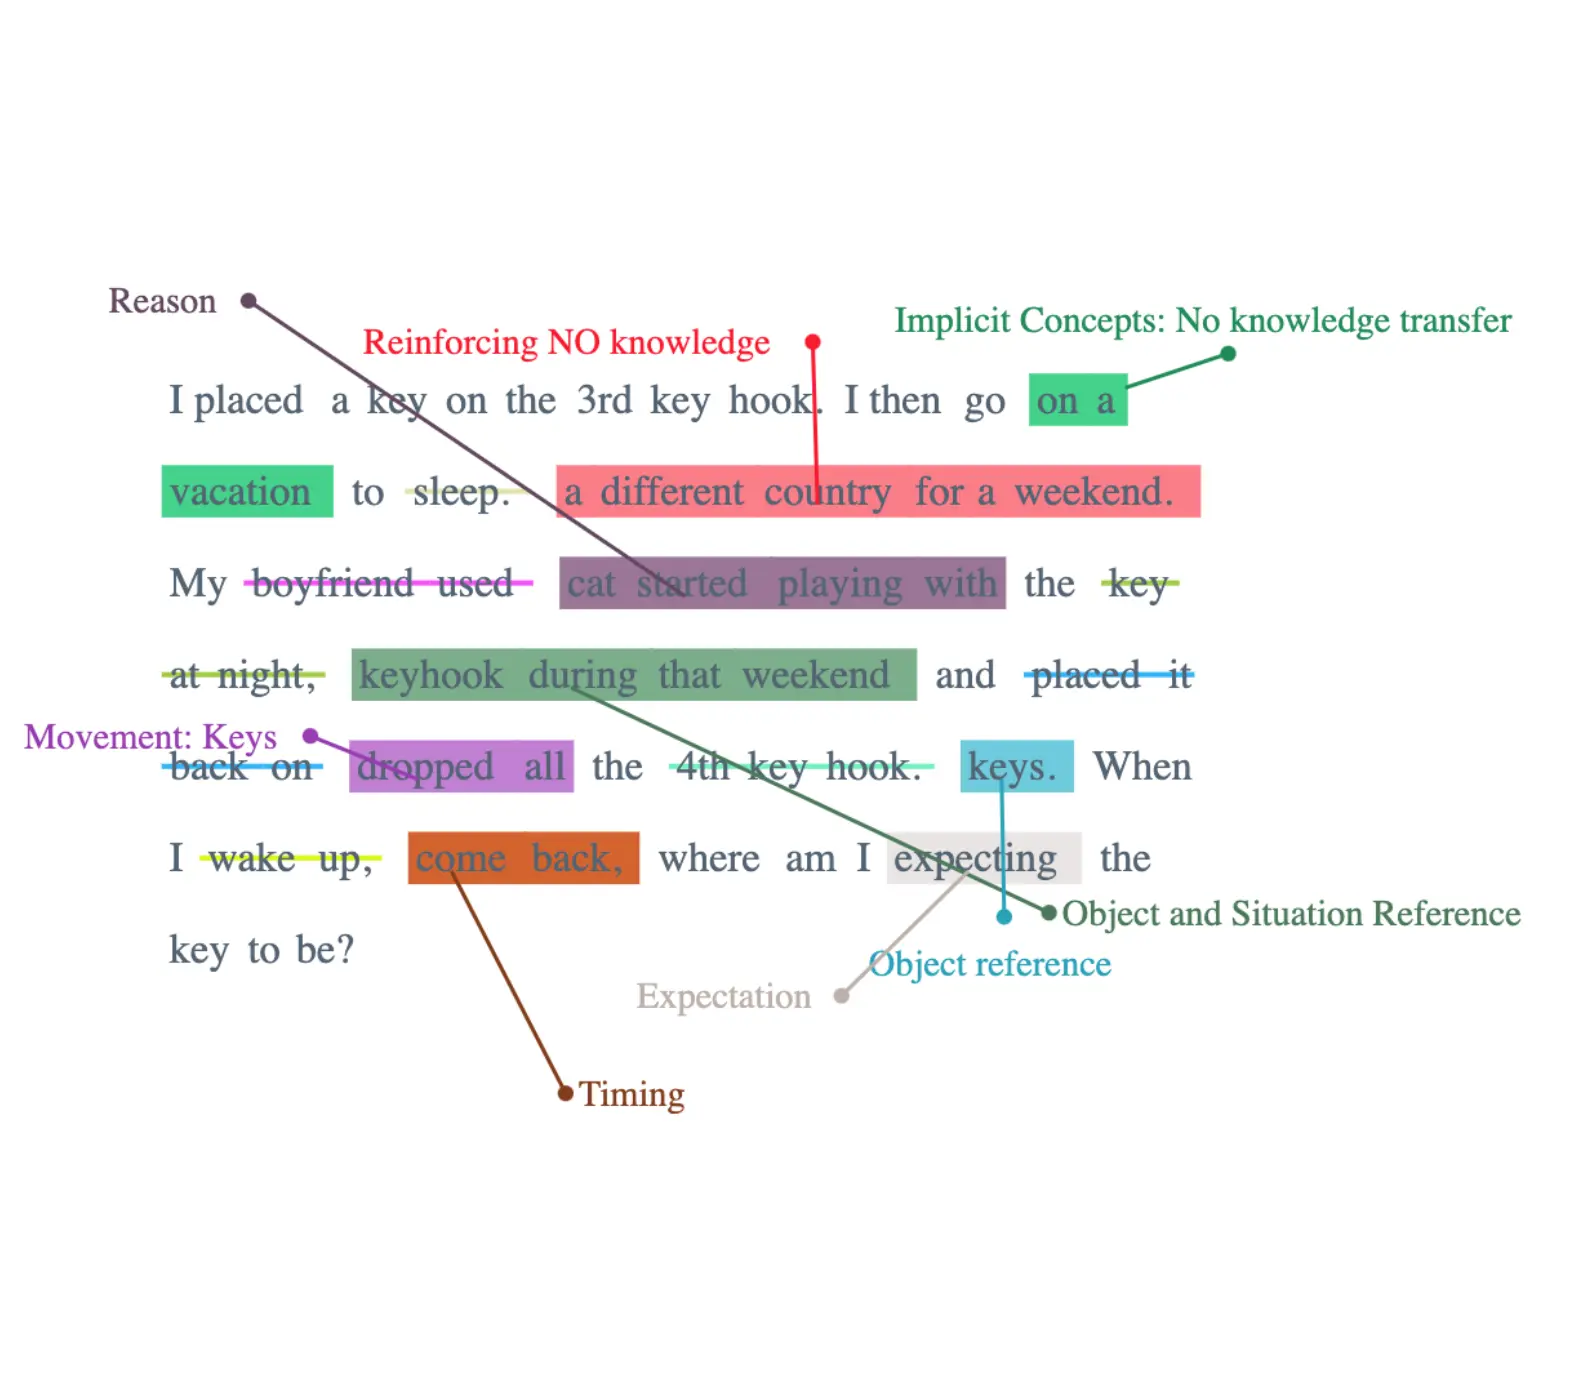 Reason
Reinforcing NO knowledge
Implicit Concepts: No knowledge transfer
I placed a key on the 3rd key hook. I then go on a
vacation to sleep. a different country for a weekend.
My boyfriend used cat started playing with the key
at night, keyhook during that weekend and placed it
Movement: Keys
back on dropped all the 4th key hook. keys. When
I wake up, come back, where am I expecting the
Object and Situation Reference
key to be?
Object reference
Expectation
Timing